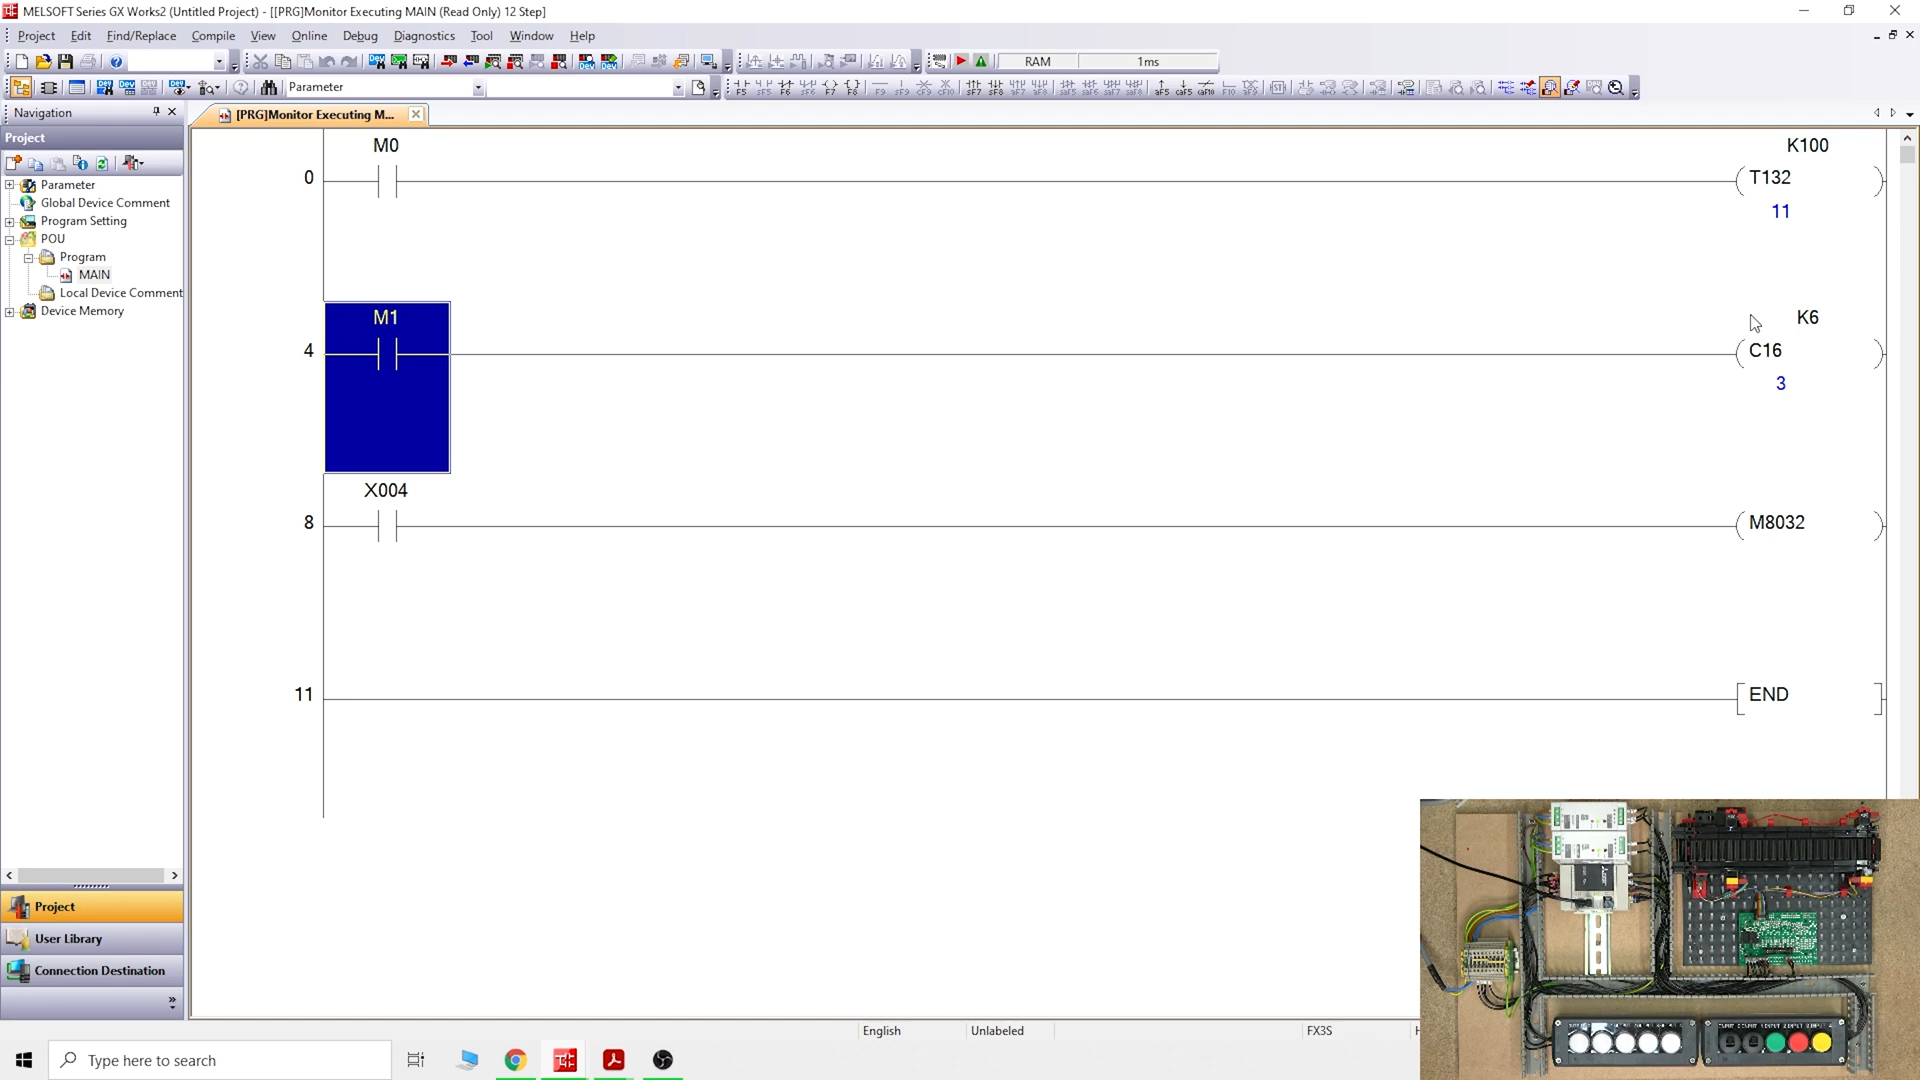 MELSOFT Series GX Works2 (Untitled Project) - [[PRG]Monitor Executing MAIN (Read Only) 12 Step]
Project Edit Find/Replace Compile View Online Debug Diagnostics Tool Window Help
RAM 1ms
Parameter
Navigation
[PRG]Monitor Executing M...
Project
Parameter
Global Device Comment
Program Setting
POU
Program
MAIN
Local Device Comment
Device Memory
M0 K100
0 T132
11
M1 K6
4 C16
3
X004
8 M8032
11 END
Project
User Library
Connection Destination
English Unlabeled FX3S
Type here to search